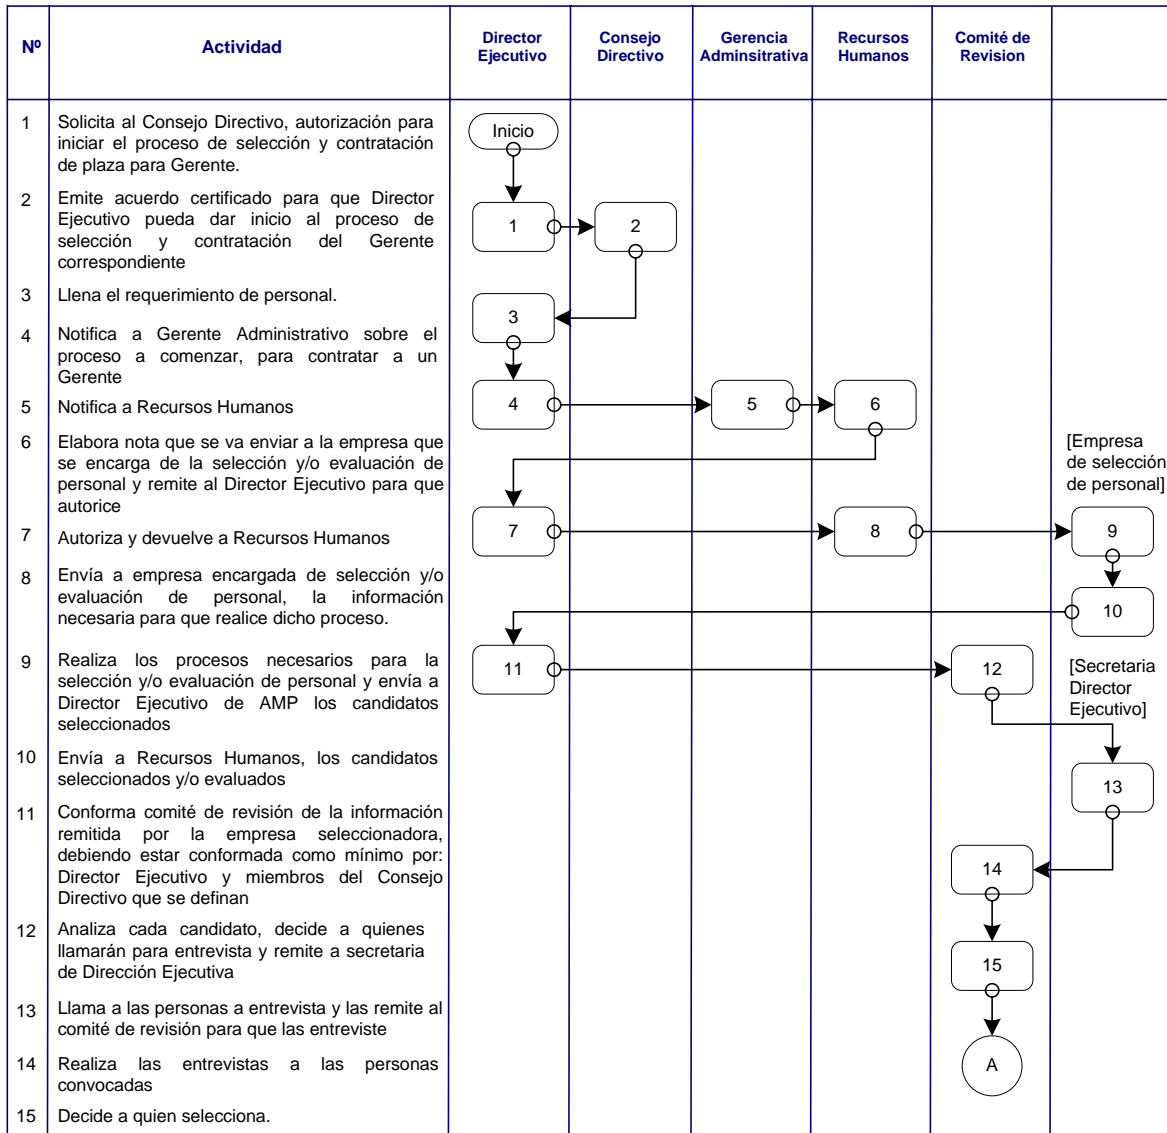 Nº
Actividad
Director
Ejecutivo
Consejo
Directivo
Gerencia
Adminsitrativa
Recursos
Humanos
Comité de
Revision
1
Solicita al Consejo Directivo, autorización para
iniciar el proceso de selección y contratación
de plaza para Gerente.
2
Emite acuerdo certificado para que Director
Ejecutivo pueda dar inicio al proceso de
selección y contratación del Gerente
correspondiente
3
Llena el requerimiento de personal.
4
Notifica a Gerente Administrativo sobre el
proceso a comenzar, para contratar a un
Gerente
5
Notifica a Recursos Humanos
6
Elabora nota que se va enviar a la empresa que
se encarga de la selección y/o evaluación de
personal y remite al Director Ejecutivo para que
autorice
7
Autoriza y devuelve a Recursos Humanos
8
Envía a empresa encargada de selección y/o
evaluación de personal, la información
necesaria para que realice dicho proceso.
9
Realiza los procesos necesarios para la
selección y/o evaluación de personal y envía a
Director Ejecutivo de AMP los candidatos
seleccionados
10
Envía a Recursos Humanos, los candidatos
seleccionados y/o evaluados
11
Conforma comité de revisión de la información
remitida por la empresa seleccionadora,
debiendo estar conformada como mínimo por:
Director Ejecutivo y miembros del Consejo
Directivo que se definan
12
Analiza cada candidato, decide a quienes
llamarán para entrevista y remite a secretaria
de Dirección Ejecutiva
13
Llama a las personas a entrevista y las remite al
comité de revisión para que las entreviste
14
Realiza las entrevistas a las personas
convocadas
15
Decide a quien selecciona.
Inicio
1
2
3
4
5
6
[Empresa
de selección
de personal]
7
8
9
10
11
12
[Secretaria
Director
Ejecutivo]
13
14
15
A